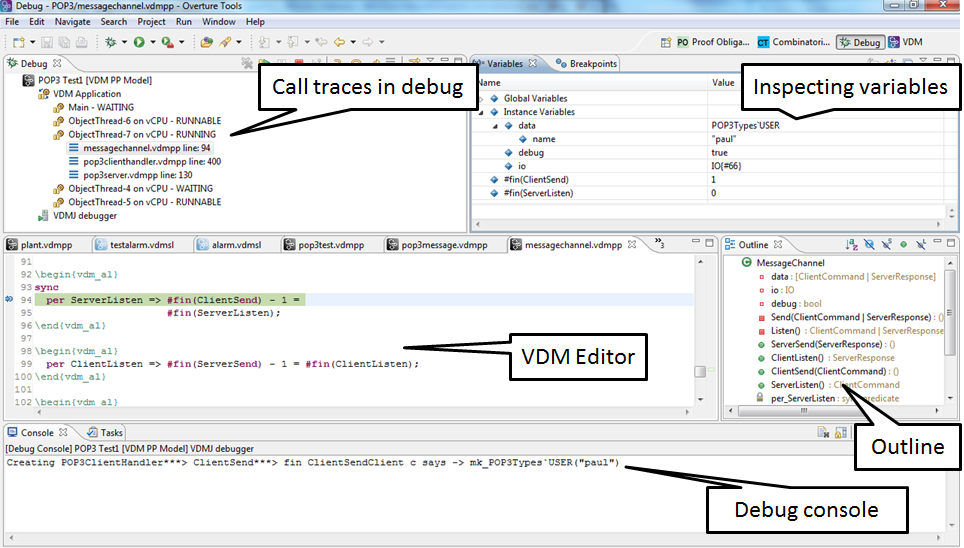 Debug - POP3/messagechannel.vdmpp - Overture Tools
File Edit Navigate Search Project Run Window Help
PO Proof Obliga... CT Combinatori... Debug VDM
Debug
POP3 Test1 [VDM PP Model]
VDM Application
Main - WAITING
ObjectThread-6 on vCPU - RUNNABLE
ObjectThread-7 on vCPU - RUNNING
messagechannel.vdmpp line: 94
pop3clienthandler.vdmpp line: 400
pop3server.vdmpp line: 130
ObjectThread-4 on vCPU - WAITING
ObjectThread-5 on vCPU - RUNNABLE
VDMJ debugger
Call traces in debug
Variables Breakpoints
Name Value
Global Variables
Instance Variables
data POP3Types`USER
name "paul"
debug true
io IO{#66}
#fin(ClientSend) 1
#fin(ServerListen) 0
Inspecting variables
plant.vdmpp testalarm.vdmsl alarm.vdmsl pop3test.vdmpp pop3message.vdmpp messagechannel.vdmpp »3
91
92 \begin{vdm_al}
93 sync
94 per ServerListen => #fin(ClientSend) - 1 =
95 #fin(ServerListen);
96 \end{vdm_al}
97
98 \begin{vdm_al}
99 per ClientListen => #fin(ServerSend) - 1 = #fin(ClientListen);
100 \end{vdm_al}
101
102 \begin{vdm_al}
VDM Editor
Outline
MessageChannel
data : [ClientCommand | ServerResponse]
io : IO
debug : bool
Send(ClientCommand | ServerResponse) : ()
Listen() : ClientCommand | ServerResponse
ServerSend(ServerResponse) : ()
ClientListen() : ServerResponse
ClientSend(ClientCommand) : ()
ServerListen() : ClientCommand
per_ServerListen :
Outline
Console Tasks
[Debug Console] POP3 Test1 [VDM PP Model] VDMJ debugger
Creating POP3ClientHandler***> ClientSend***> fin ClientSendClient c says -> mk_POP3Types`USER("paul")
Debug console